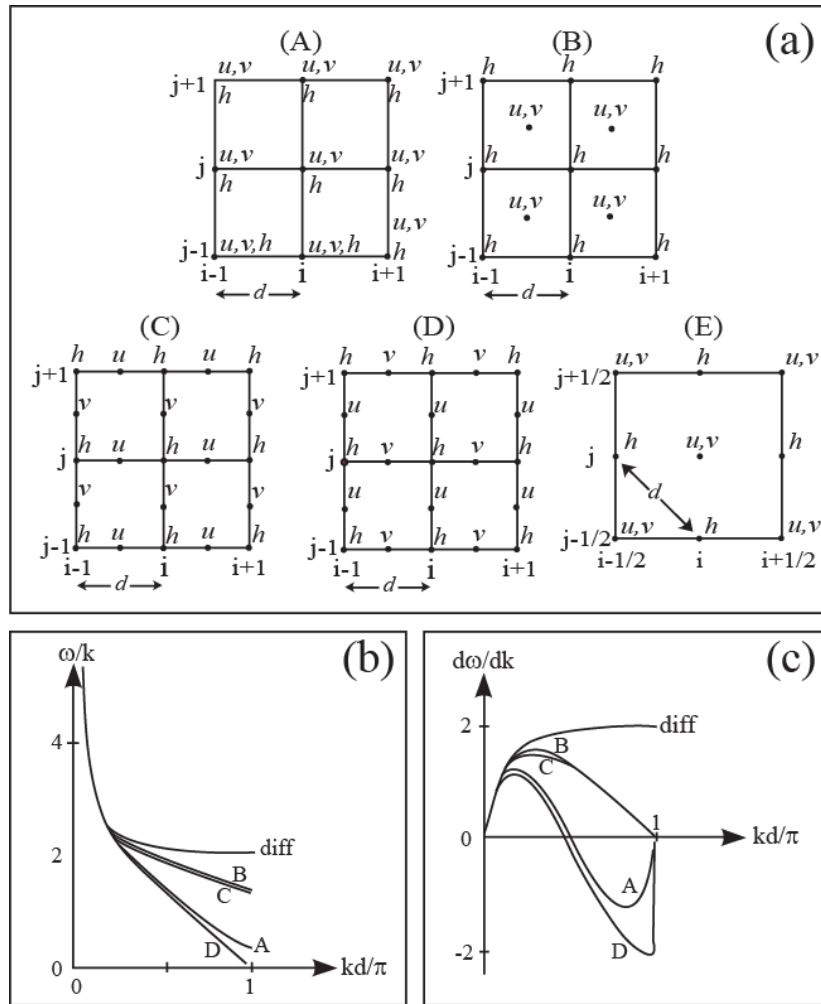 (a)
(A) (B)
u,v u,v u,v h h h
j+1 j+1
h h h
u,v u,v
j u,v u,v u,v j h h h
h h h
u,v u,v u,v
j-1 u,v,h u,v,h h j-1 h h h
i-1 i i+1 i-1 i i+1
d d
(C) (D) (E)
h u h u h h v h v h u,v h u,v
j+1 j+1 j+1/2
v v v u u u
j h u h u h j h v h v h j h u,v h
v v v u u u d
j-1 h u h u h j-1 h v h v h j-1/2 u,v h u,v
i-1 i i+1 i-1 i i+1 i-1/2 i i+1/2
d d
ω/k (b)
4
2 diff
B
C
D A
0 kd/π
0 1
dω/dk (c)
2 diff
B
C
1
0 kd/π
A
-2 D